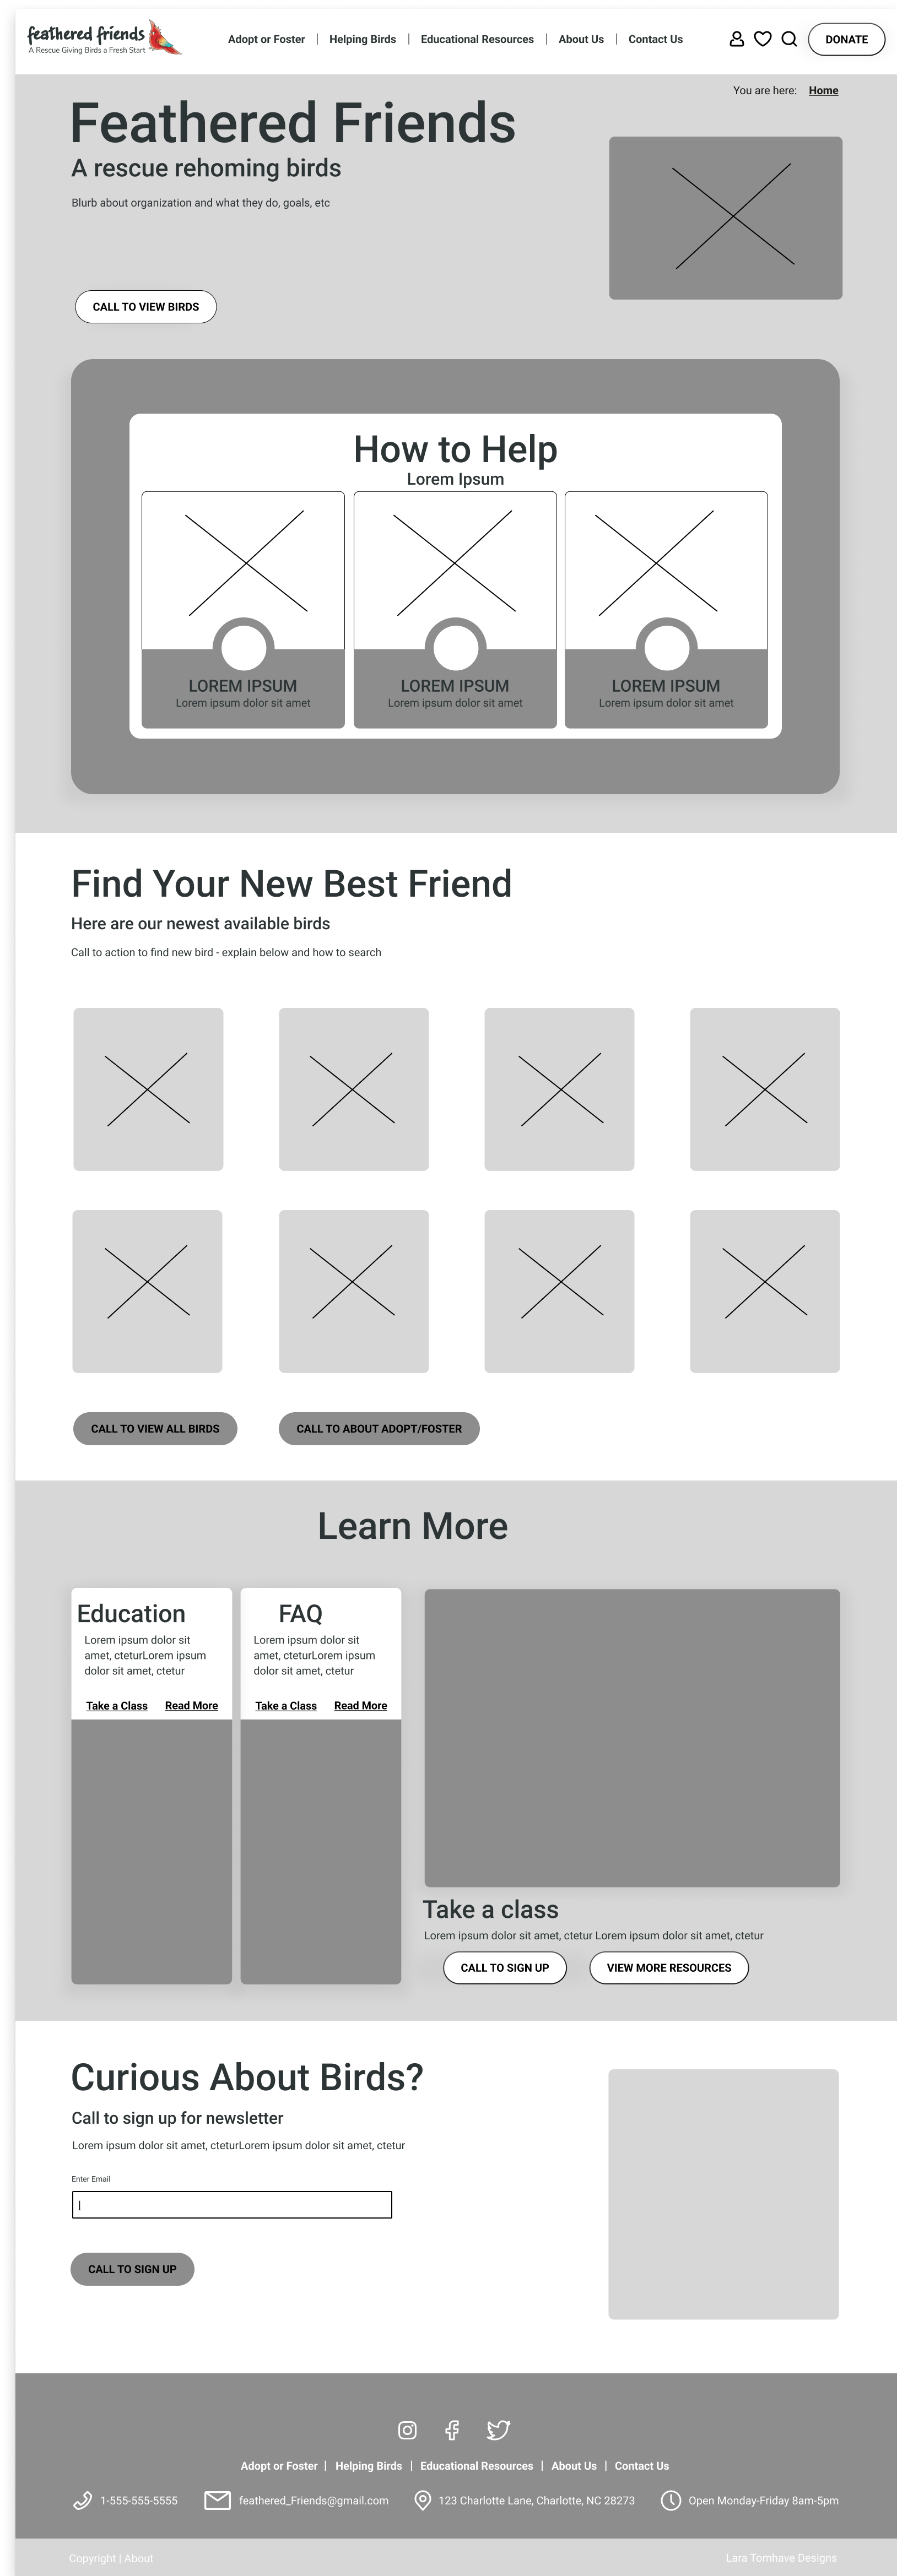 feathered friends
A Rescue Giving Birds a Fresh Start
Adopt or Foster | Helping Birds | Educational Resources | About Us | Contact Us
DONATE
You are here: Home
Feathered Friends
A rescue rehoming birds
Blurb about organization and what they do, goals, etc
CALL TO VIEW BIRDS
How to Help
Lorem Ipsum
LOREM IPSUM
Lorem ipsum dolor sit amet
LOREM IPSUM
Lorem ipsum dolor sit amet
LOREM IPSUM
Lorem ipsum dolor sit amet
Find Your New Best Friend
Here are our newest available birds
Call to action to find new bird - explain below and how to search
CALL TO VIEW ALL BIRDS
CALL TO ABOUT ADOPT/FOSTER
Learn More
Education
Lorem ipsum dolor sit
amet, cteturLorem ipsum
dolor sit amet, ctetur
Take a Class Read More
FAQ
Lorem ipsum dolor sit
amet, cteturLorem ipsum
dolor sit amet, ctetur
Take a Class Read More
Take a class
Lorem ipsum dolor sit amet, ctetur Lorem ipsum dolor sit amet, ctetur
CALL TO SIGN UP
VIEW MORE RESOURCES
Curious About Birds?
Call to sign up for newsletter
Lorem ipsum dolor sit amet, cteturLorem ipsum dolor sit amet, ctetur
Enter Email
CALL TO SIGN UP
Adopt or Foster | Helping Birds | Educational Resources | About Us | Contact Us
1-555-555-5555
feathered_Friends@gmail.com
123 Charlotte Lane, Charlotte, NC 28273
Open Monday-Friday 8am-5pm
Copyright | About
Lara Tomhave Designs